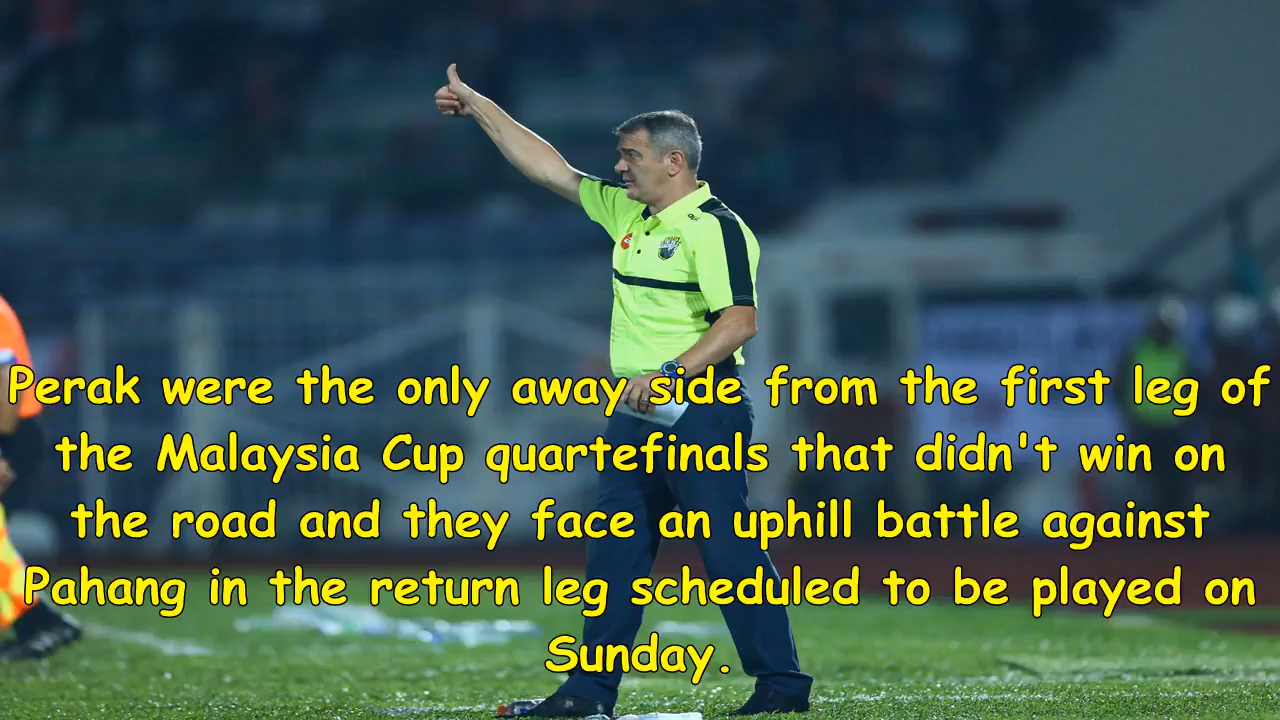 Perak were the only away side from the first leg of
the Malaysia Cup quartefinals that didn't win on
the road and they face an uphill battle against
Pahang in the return leg scheduled to be played on
Sunday.